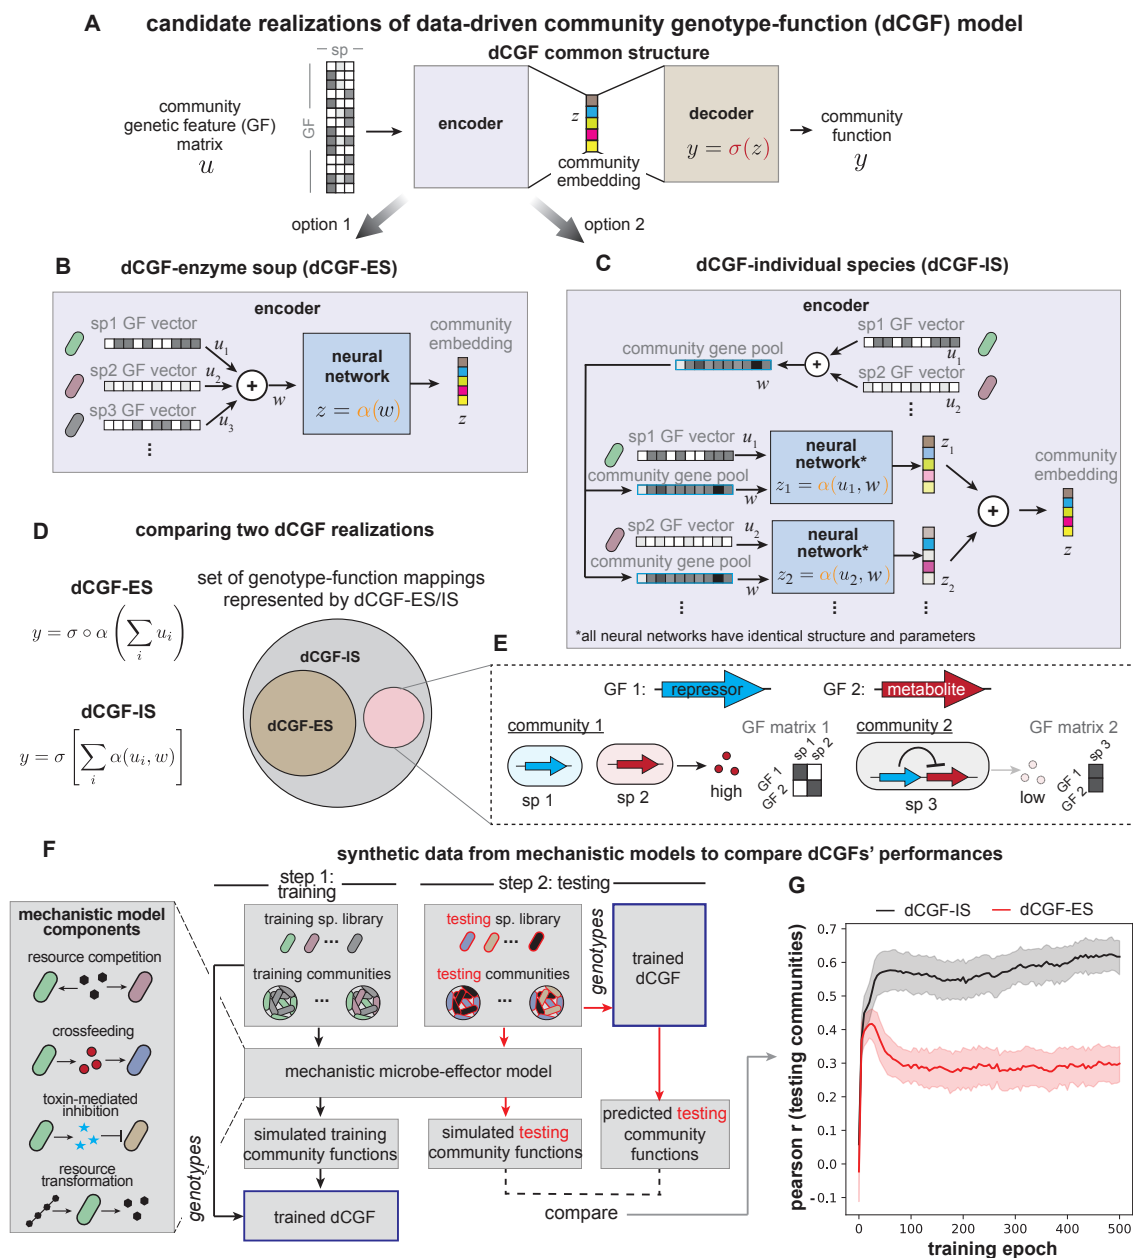 A candidate realizations of data-driven community genotype-function (dCGF) model
sp
dCGF common structure
community
genetic feature (GF)
matrix
u
GF
encoder
z
community
embedding
decoder
y = σ(z)
community
function
y
option 1
option 2
B
dCGF-enzyme soup (dCGF-ES)
encoder
sp1 GF vector
u1
sp2 GF vector
u2
sp3 GF vector
u3
⋮
+
w
neural
network
z = α(w)
community
embedding
z
C
dCGF-individual species (dCGF-IS)
encoder
sp1 GF vector
u1
community gene pool
w
+
sp2 GF vector
u2
⋮
sp1 GF vector
u1
community gene pool
w
neural
network*
z1 = α(u1, w)
z1
sp2 GF vector
u2
community gene pool
w
neural
network*
z2 = α(u2, w)
z2
+
community
embedding
z
⋮ ⋮ ⋮
*all neural networks have identical structure and parameters
D
comparing two dCGF realizations
dCGF-ES
y = σ ∘ α (∑i ui)
dCGF-IS
y = σ [∑i α(ui, w)]
set of genotype-function mappings
represented by dCGF-ES/IS
dCGF-IS
dCGF-ES
E
GF 1: repressor
GF 2: metabolite
community 1
sp 1
sp 2
high
GF matrix 1
sp 1
sp 2
GF 1
GF 2
community 2
sp 3
low
GF matrix 2
sp 3
GF 1
GF 2
F
synthetic data from mechanistic models to compare dCGFs' performances
mechanistic model
components
resource competition
crossfeeding
toxin-mediated
inhibition
resource
transformation
step 1:
training
training sp. library
...
training communities
...
genotypes
step 2: testing
testing sp. library
...
testing communities
...
genotypes
trained
dCGF
mechanistic microbe-effector model
simulated training
community functions
simulated testing
community functions
predicted testing
community
functions
trained dCGF
compare
G
dCGF-IS
dCGF-ES
pearson r (testing communities)
0.7
0.6
0.5
0.4
0.3
0.2
0.1
0.0
-0.1
0 100 200 300 400 500
training epoch